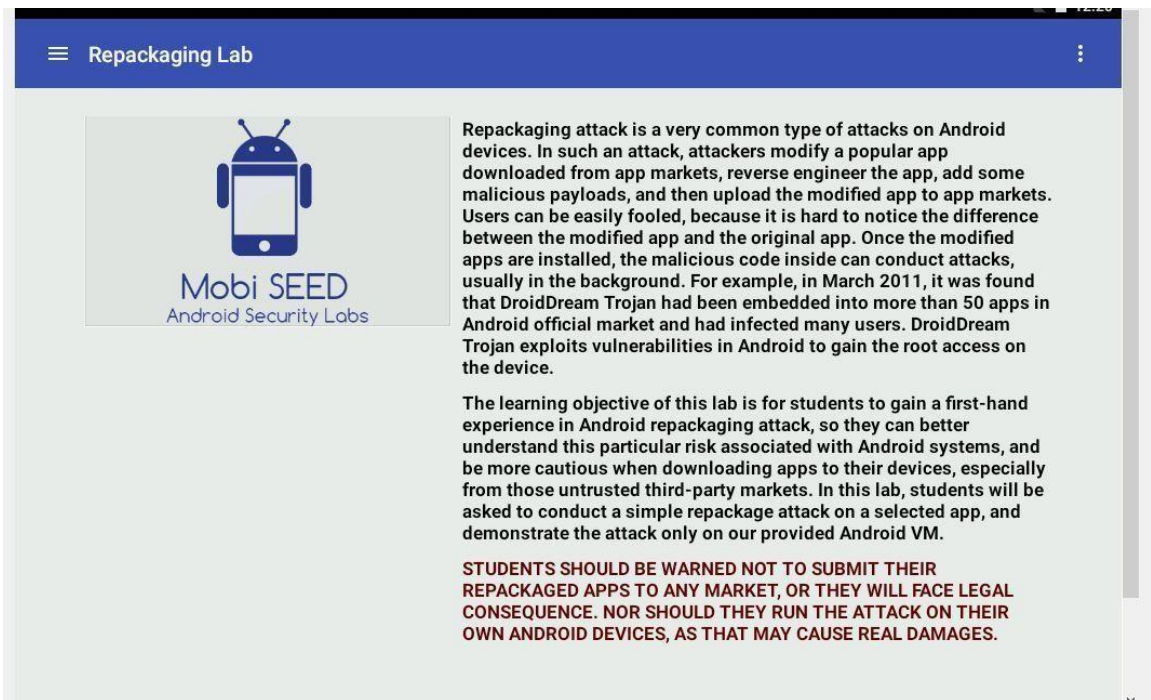 Repackaging Lab
Mobi SEED
Android Security Labs
Repackaging attack is a very common type of attacks on Android
devices. In such an attack, attackers modify a popular app
downloaded from app markets, reverse engineer the app, add some
malicious payloads, and then upload the modified app to app markets.
Users can be easily fooled, because it is hard to notice the difference
between the modified app and the original app. Once the modified
apps are installed, the malicious code inside can conduct attacks,
usually in the background. For example, in March 2011, it was found
that DroidDream Trojan had been embedded into more than 50 apps in
Android official market and had infected many users. DroidDream
Trojan exploits vulnerabilities in Android to gain the root access on
the device.
The learning objective of this lab is for students to gain a first-hand
experience in Android repackaging attack, so they can better
understand this particular risk associated with Android systems, and
be more cautious when downloading apps to their devices, especially
from those untrusted third-party markets. In this lab, students will be
asked to conduct a simple repackage attack on a selected app, and
demonstrate the attack only on our provided Android VM.
STUDENTS SHOULD BE WARNED NOT TO SUBMIT THEIR
REPACKAGED APPS TO ANY MARKET, OR THEY WILL FACE LEGAL
CONSEQUENCE. NOR SHOULD THEY RUN THE ATTACK ON THEIR
OWN ANDROID DEVICES, AS THAT MAY CAUSE REAL DAMAGES.